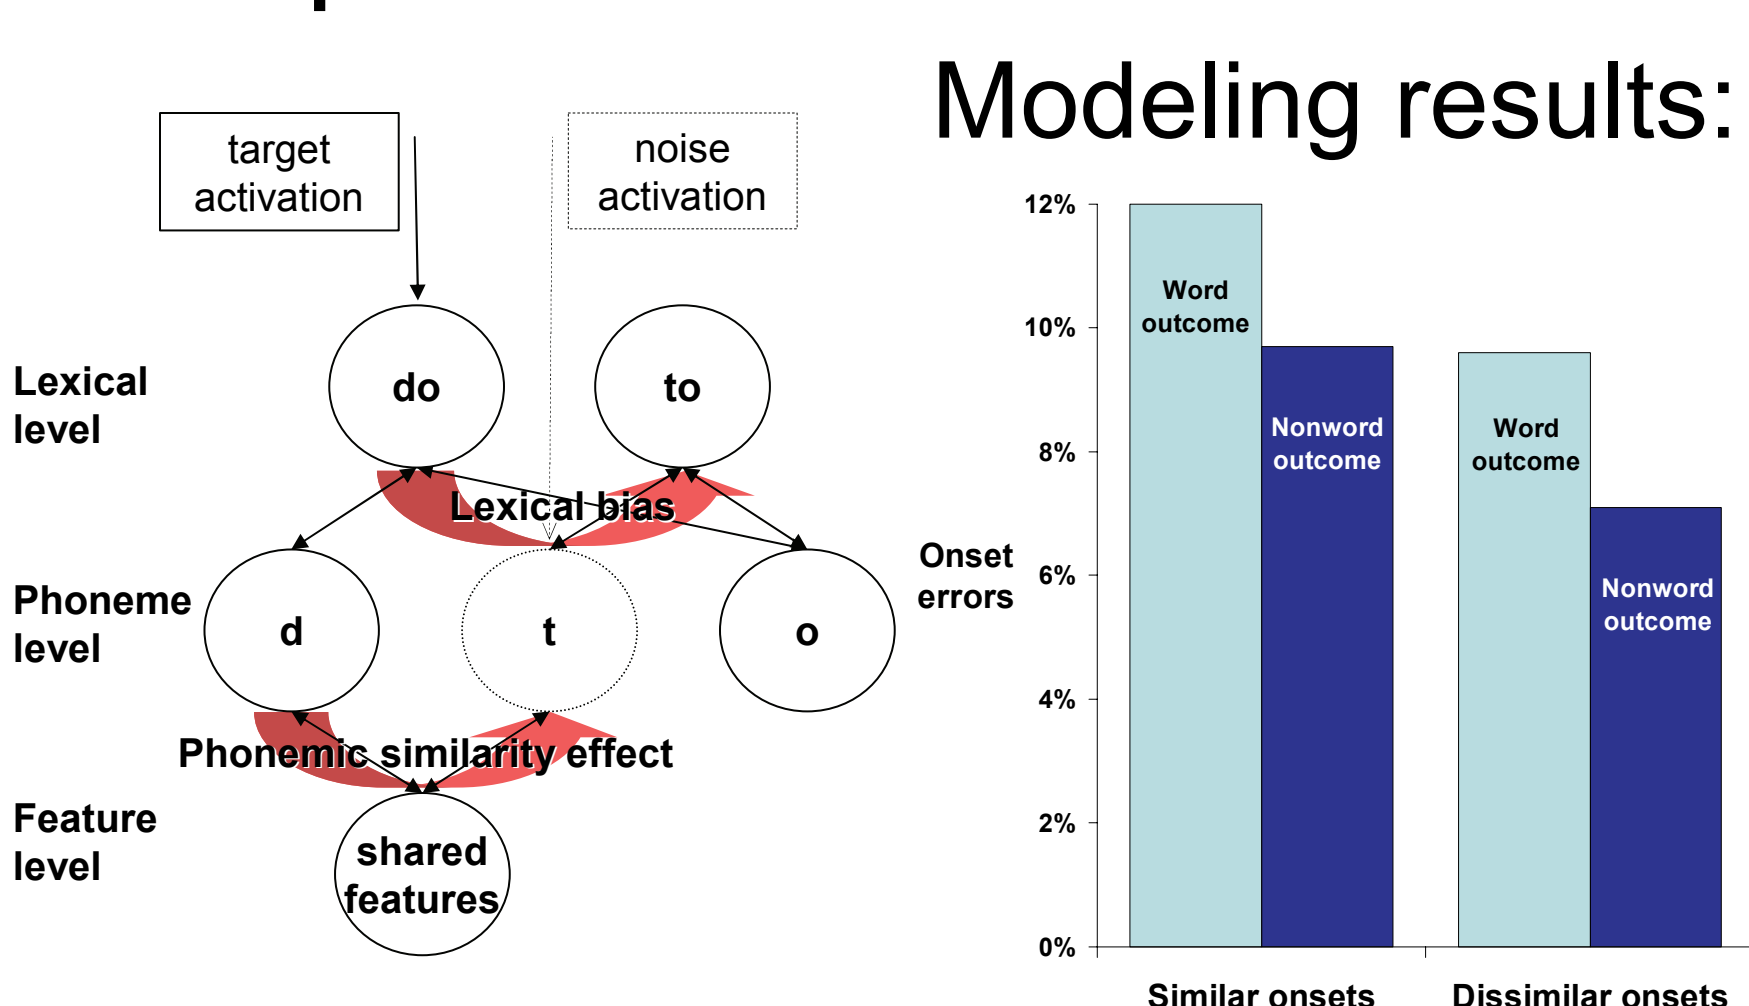 Modeling results:
target
activation
noise
activation
Lexical
level
do
to
Lexical bias
Phoneme
level
d
t
o
Phonemic similarity effect
Feature
level
shared
features
12%
10%
8%
6%
4%
2%
0%
Onset
errors
Word
outcome
Nonword
outcome
Word
outcome
Nonword
outcome
Similar onsets
Dissimilar onsets